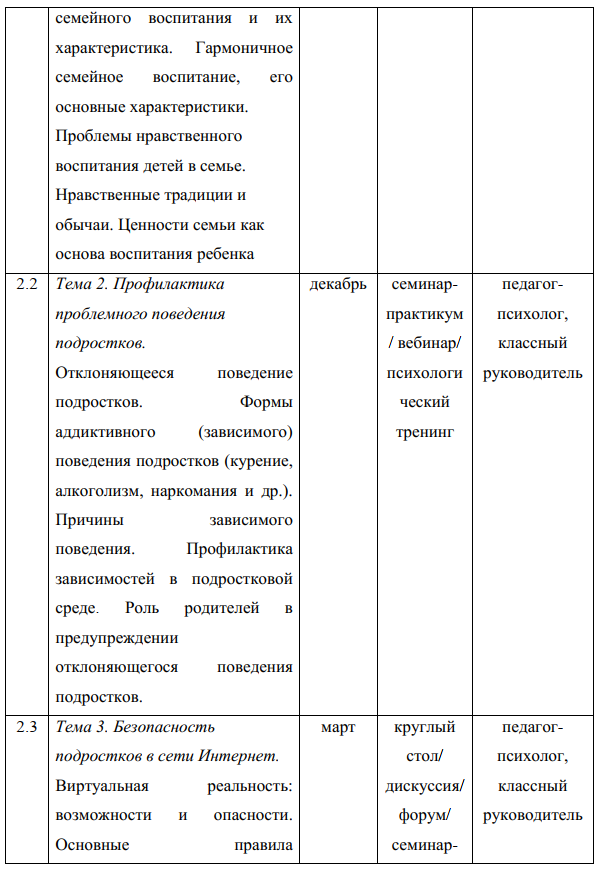 семейного воспитания и их
характеристика. Гармоничное
семейное воспитание, его
основные характеристики.
Проблемы нравственного
воспитания детей в семье.
Нравственные традиции и
обычаи. Ценности семьи как
основа воспитания ребенка
2.2 Тема 2. Профилактика декабрь семинар- педагог-
проблемного поведения практикум психолог,
подростков. / вебинар/ классный
Отклоняющееся поведение психологи руководитель
подростков. Формы ческий
аддиктивного (зависимого) тренинг
поведения подростков (курение,
алкоголизм, наркомания и др.).
Причины зависимого
поведения. Профилактика
зависимостей в подростковой
среде. Роль родителей в
предупреждении
отклоняющегося поведения
подростков.
2.3 Тема 3. Безопасность март круглый педагог-
подростков в сети Интернет. стол/ психолог,
Виртуальная реальность: дискуссия/ классный
возможности и опасности. форум/ руководитель
Основные правила семинар-